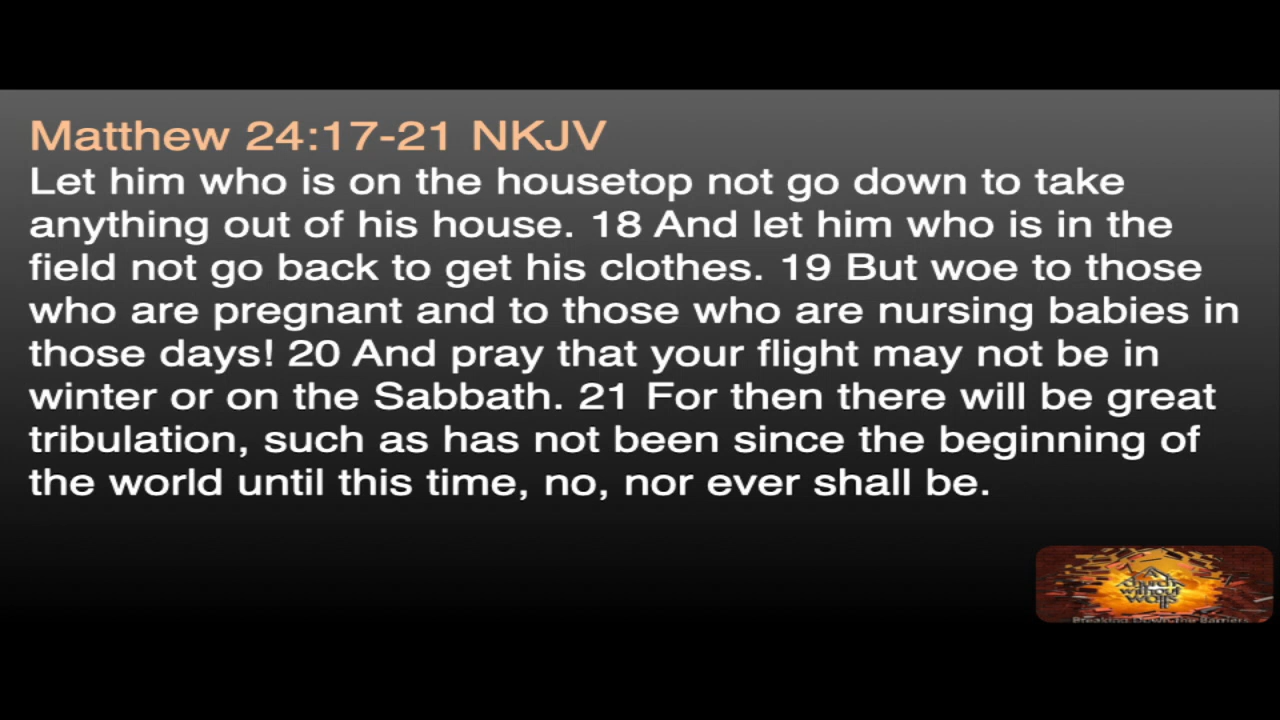 Matthew 24:17-21 NKJV
Let him who is on the housetop not go down to take
anything out of his house. 18 And let him who is in the
field not go back to get his clothes. 19 But woe to those
who are pregnant and to those who are nursing babies in
those days! 20 And pray that your flight may not be in
winter or on the Sabbath. 21 For then there will be great
tribulation, such as has not been since the beginning of
the world until this time, no, nor ever shall be.
A
church
without
walls
Breaking Down The Barriers